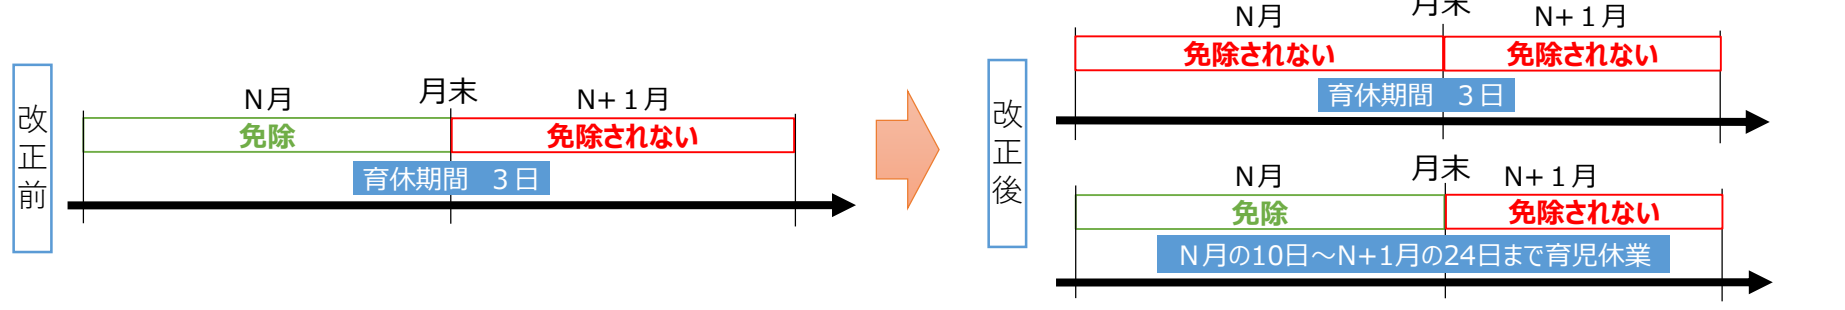 改正前
N月
月末
N+1月
免除
免除されない
育休期間 3日
改正後
N月
月末
N+1月
免除されない
免除されない
育休期間 3日
N月
月末
N+1月
免除
免除されない
N月の10日～N+1月の24日まで育児休業